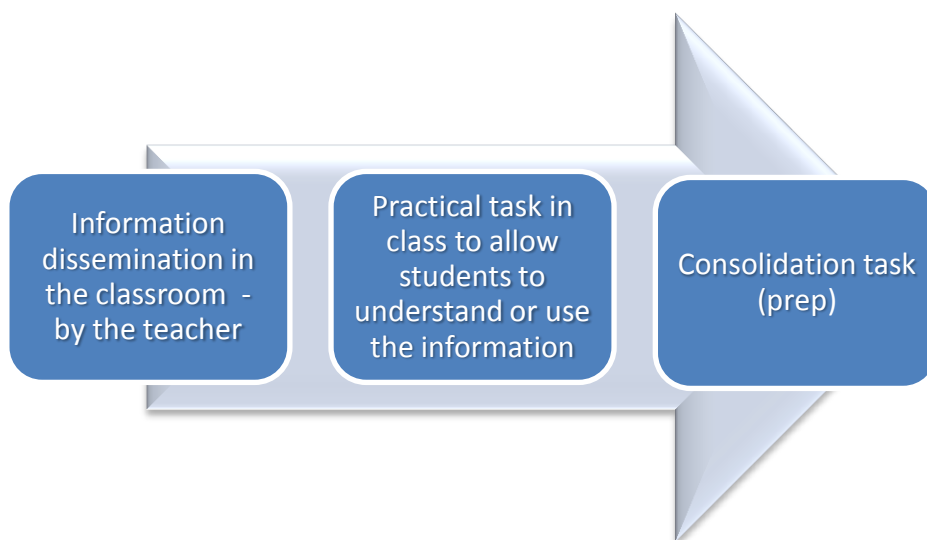 Information
dissemination in
the classroom  -
by the teacher
Practical task in
class to allow
students to
understand or use
the information
Consolidation task
(prep)